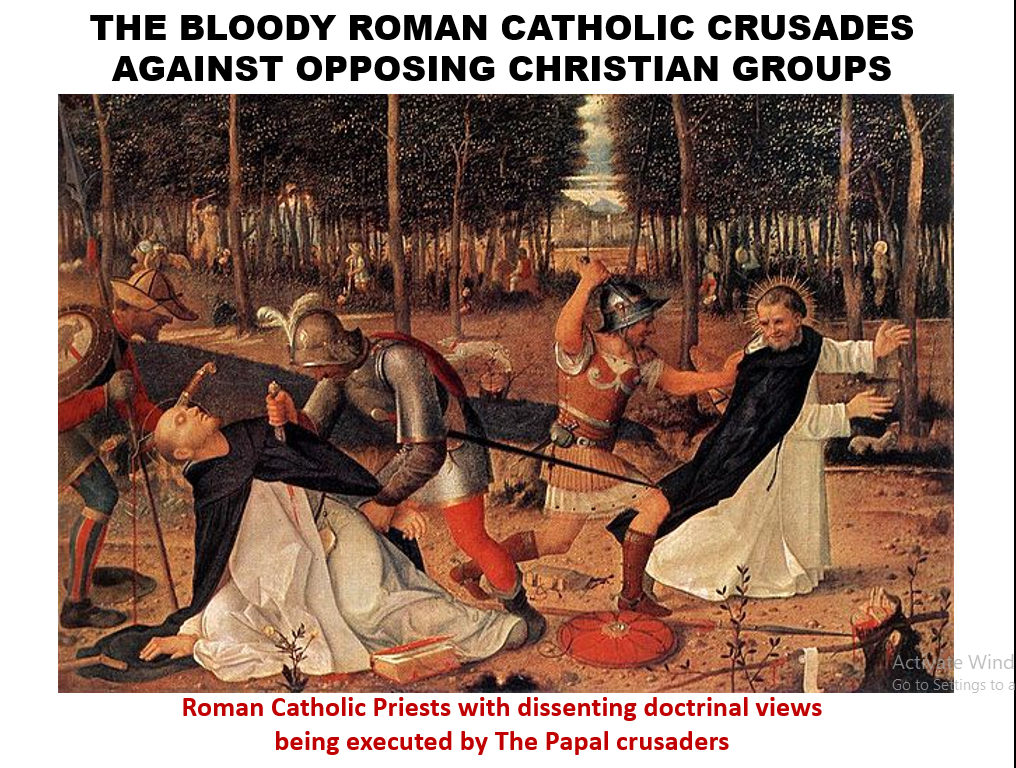 THE BLOODY ROMAN CATHOLIC CRUSADES
AGAINST OPPOSING CHRISTIAN GROUPS
Activate Wind
Go to Settings to a
Roman Catholic Priests with dissenting doctrinal views
being executed by The Papal crusaders